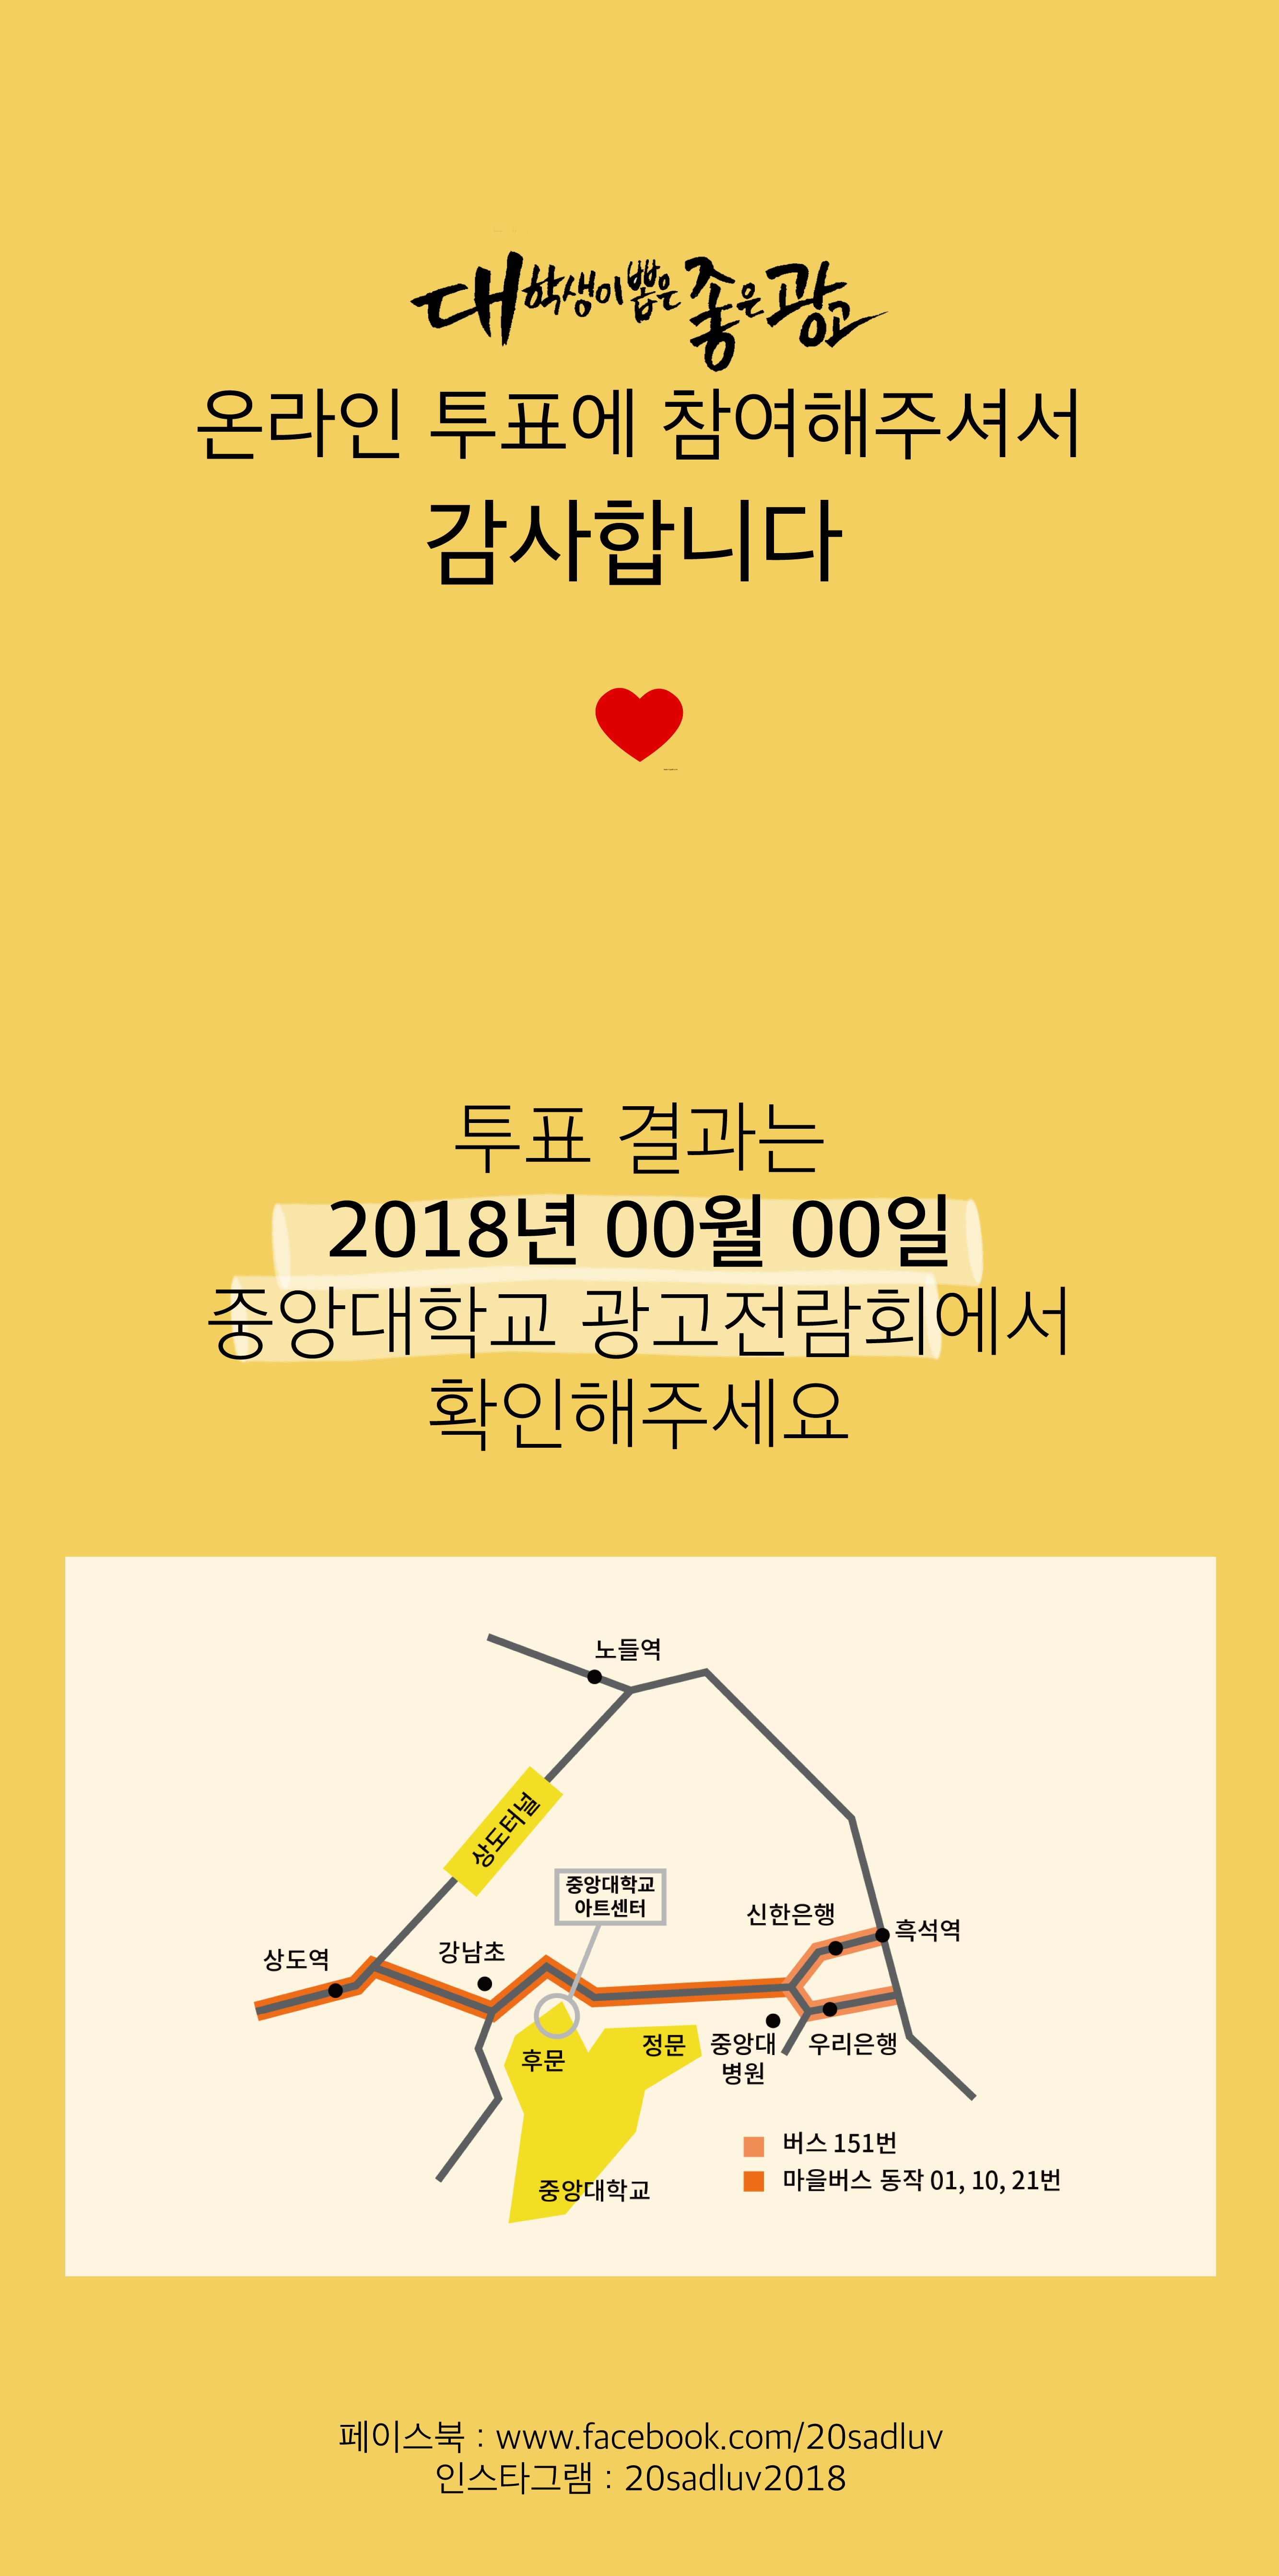 대학생이 뽑은 좋은 광고
온라인 투표에 참여해주셔서
감사합니다
투표 결과는
2018년 00월 00일
중앙대학교 광고전람회에서
확인해주세요
노들역
상도터널
중앙대학교
아트센터
신한은행
흑석역
상도역
강남초
후문
정문
중앙대
병원
우리은행
중앙대학교
버스 151번
마을버스 동작 01, 10, 21번
페이스북 : www.facebook.com/20sadluv
인스타그램 : 20sadluv2018